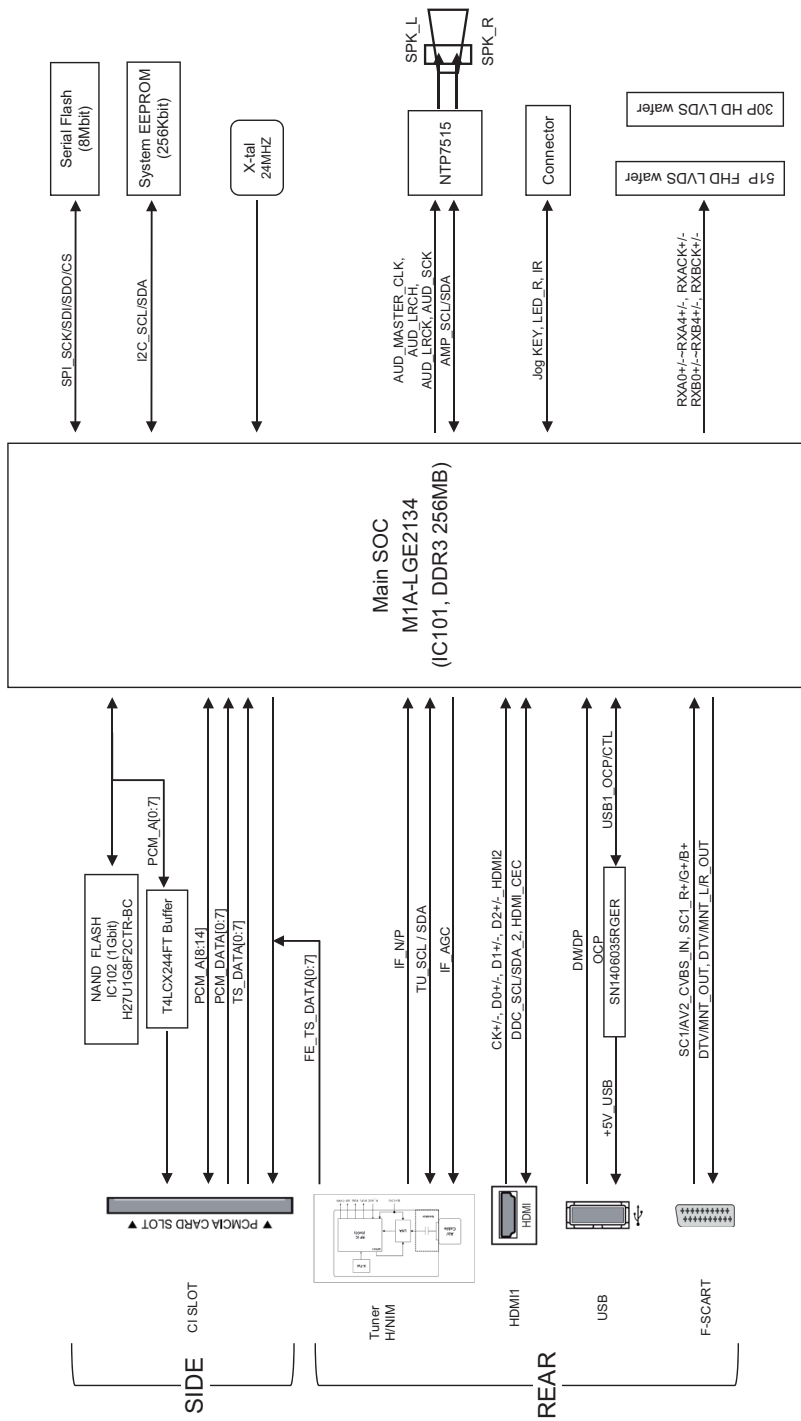 SIDE
REAR
CI SLOT
Tuner
H/NIM
HDMI1
USB
F-SCART
▲ PCMCIA CARD SLOT ▲
HDMI
NAND FLASH
IC102 (1Gbit)
H27U1G8F2CTR-BC
T4LCX244FT Buffer
PCM_A[0:7]
PCM_A[8:14]
PCM_DATA[0:7]
TS_DATA[0:7]
FE_TS_DATA[0:7]
IF_N/P
TU_SCL / SDA
IF_AGC
CK+/-, D0+/-, D1+/-, D2+/-_HDMI2
DDC_SCL/SDA_2, HDMI_CEC
DM/DP
OCP
SN1406035RGER
+5V_USB
USB1_OCP/CTL
SC1/AV2_CVBS_IN, SC1_R+/G+/B+
DTV/MNT_OUT, DTV/MNT_L/R_OUT
Main SOC
M1A-LGE2134
(IC101, DDR3 256MB)
SPI_SCK/SDI/SDO/CS
Serial Flash
(8Mbit)
I2C_SCL/SDA
System EEPROM
(256Kbit)
X-tal
24MHZ
AUD_MASTER_CLK,
AUD_LRCH,
AUD_LRCK, AUD_SCK
AMP_SCL/SDA
NTP7515
SPK_L
SPK_R
Jog KEY, LED_R, IR
Connector
RXA0+/-~RXA4+/-, RXACK+/-
RXB0+/-~RXB4+/-, RXBCK+/-
51P FHD LVDS wafer
30P HD LVDS wafer